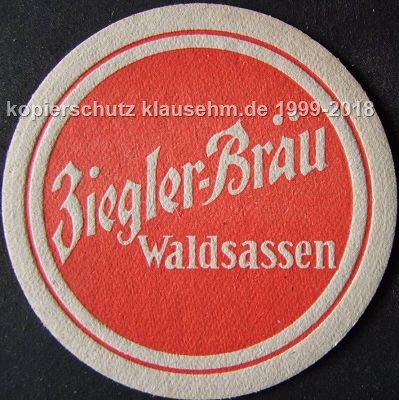 kopierschutz klausehm.de 1999-2018
Ziegler-Bräu
Waldsassen